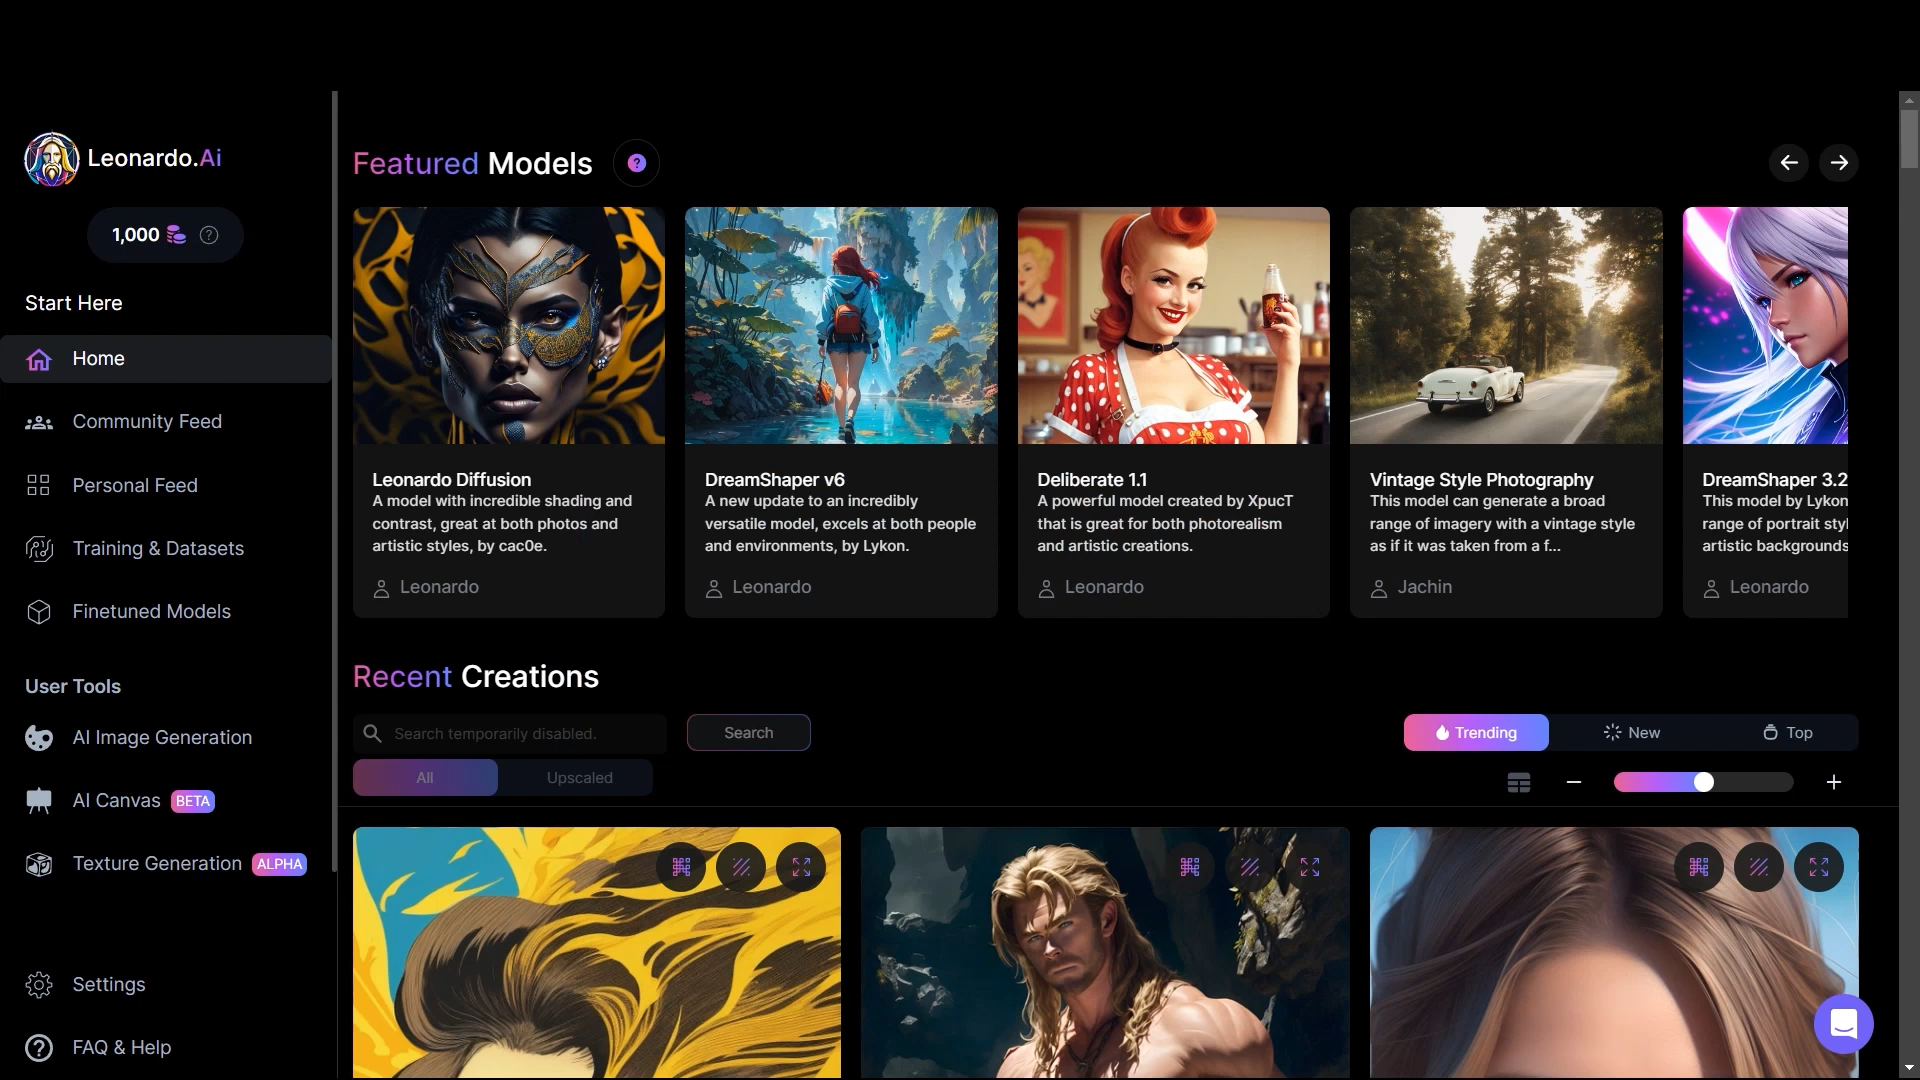 Leonardo.Ai
1,000
Start Here
Home
Community Feed
Personal Feed
Training & Datasets
Finetuned Models
User Tools
AI Image Generation
AI Canvas BETA
Texture Generation ALPHA
Settings
FAQ & Help
Featured Models ?
Leonardo Diffusion
A model with incredible shading and
contrast, great at both photos and
artistic styles, by cac0e.
Leonardo
DreamShaper v6
A new update to an incredibly
versatile model, excels at both people
and environments, by Lykon.
Leonardo
Deliberate 1.1
A powerful model created by XpucT
that is great for both photorealism
and artistic creations.
Leonardo
Vintage Style Photography
This model can generate a broad
range of imagery with a vintage style
as if it was taken from a f...
Jachin
DreamShaper 3.2
This model by Lykon
range of portrait styl
artistic backgrounds
Leonardo
Recent Creations
Search temporarily disabled.
Search
Trending
New
Top
All
Upscaled